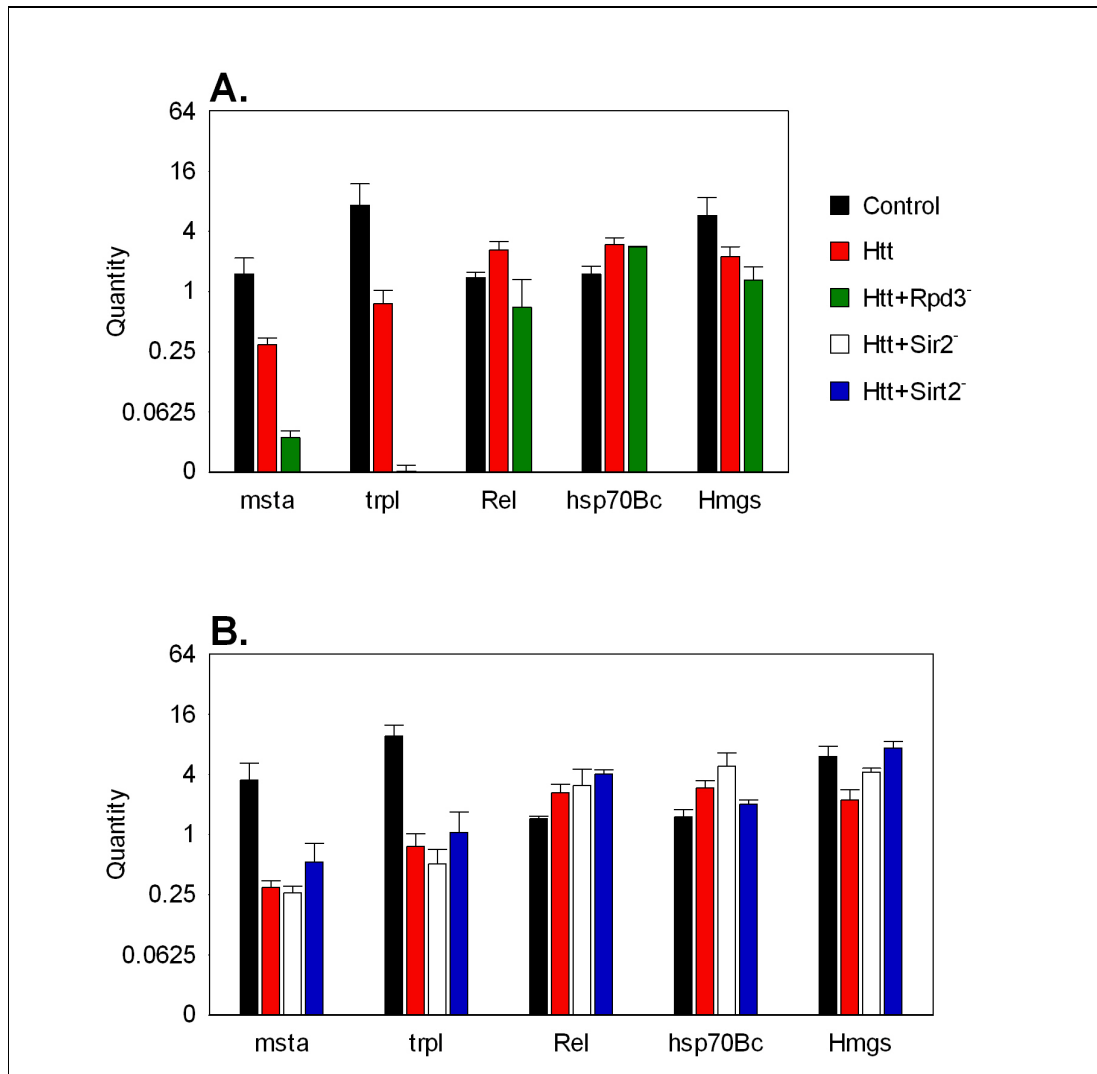 A.
64
16
4
1
0.25
0.0625
0
Quantity
msta trpl Rel hsp70Bc Hmgs
Control
Htt
Htt+Rpd3⁻
Htt+Sir2⁻
Htt+Sirt2⁻
B.
64
16
4
1
0.25
0.0625
0
Quantity
msta trpl Rel hsp70Bc Hmgs